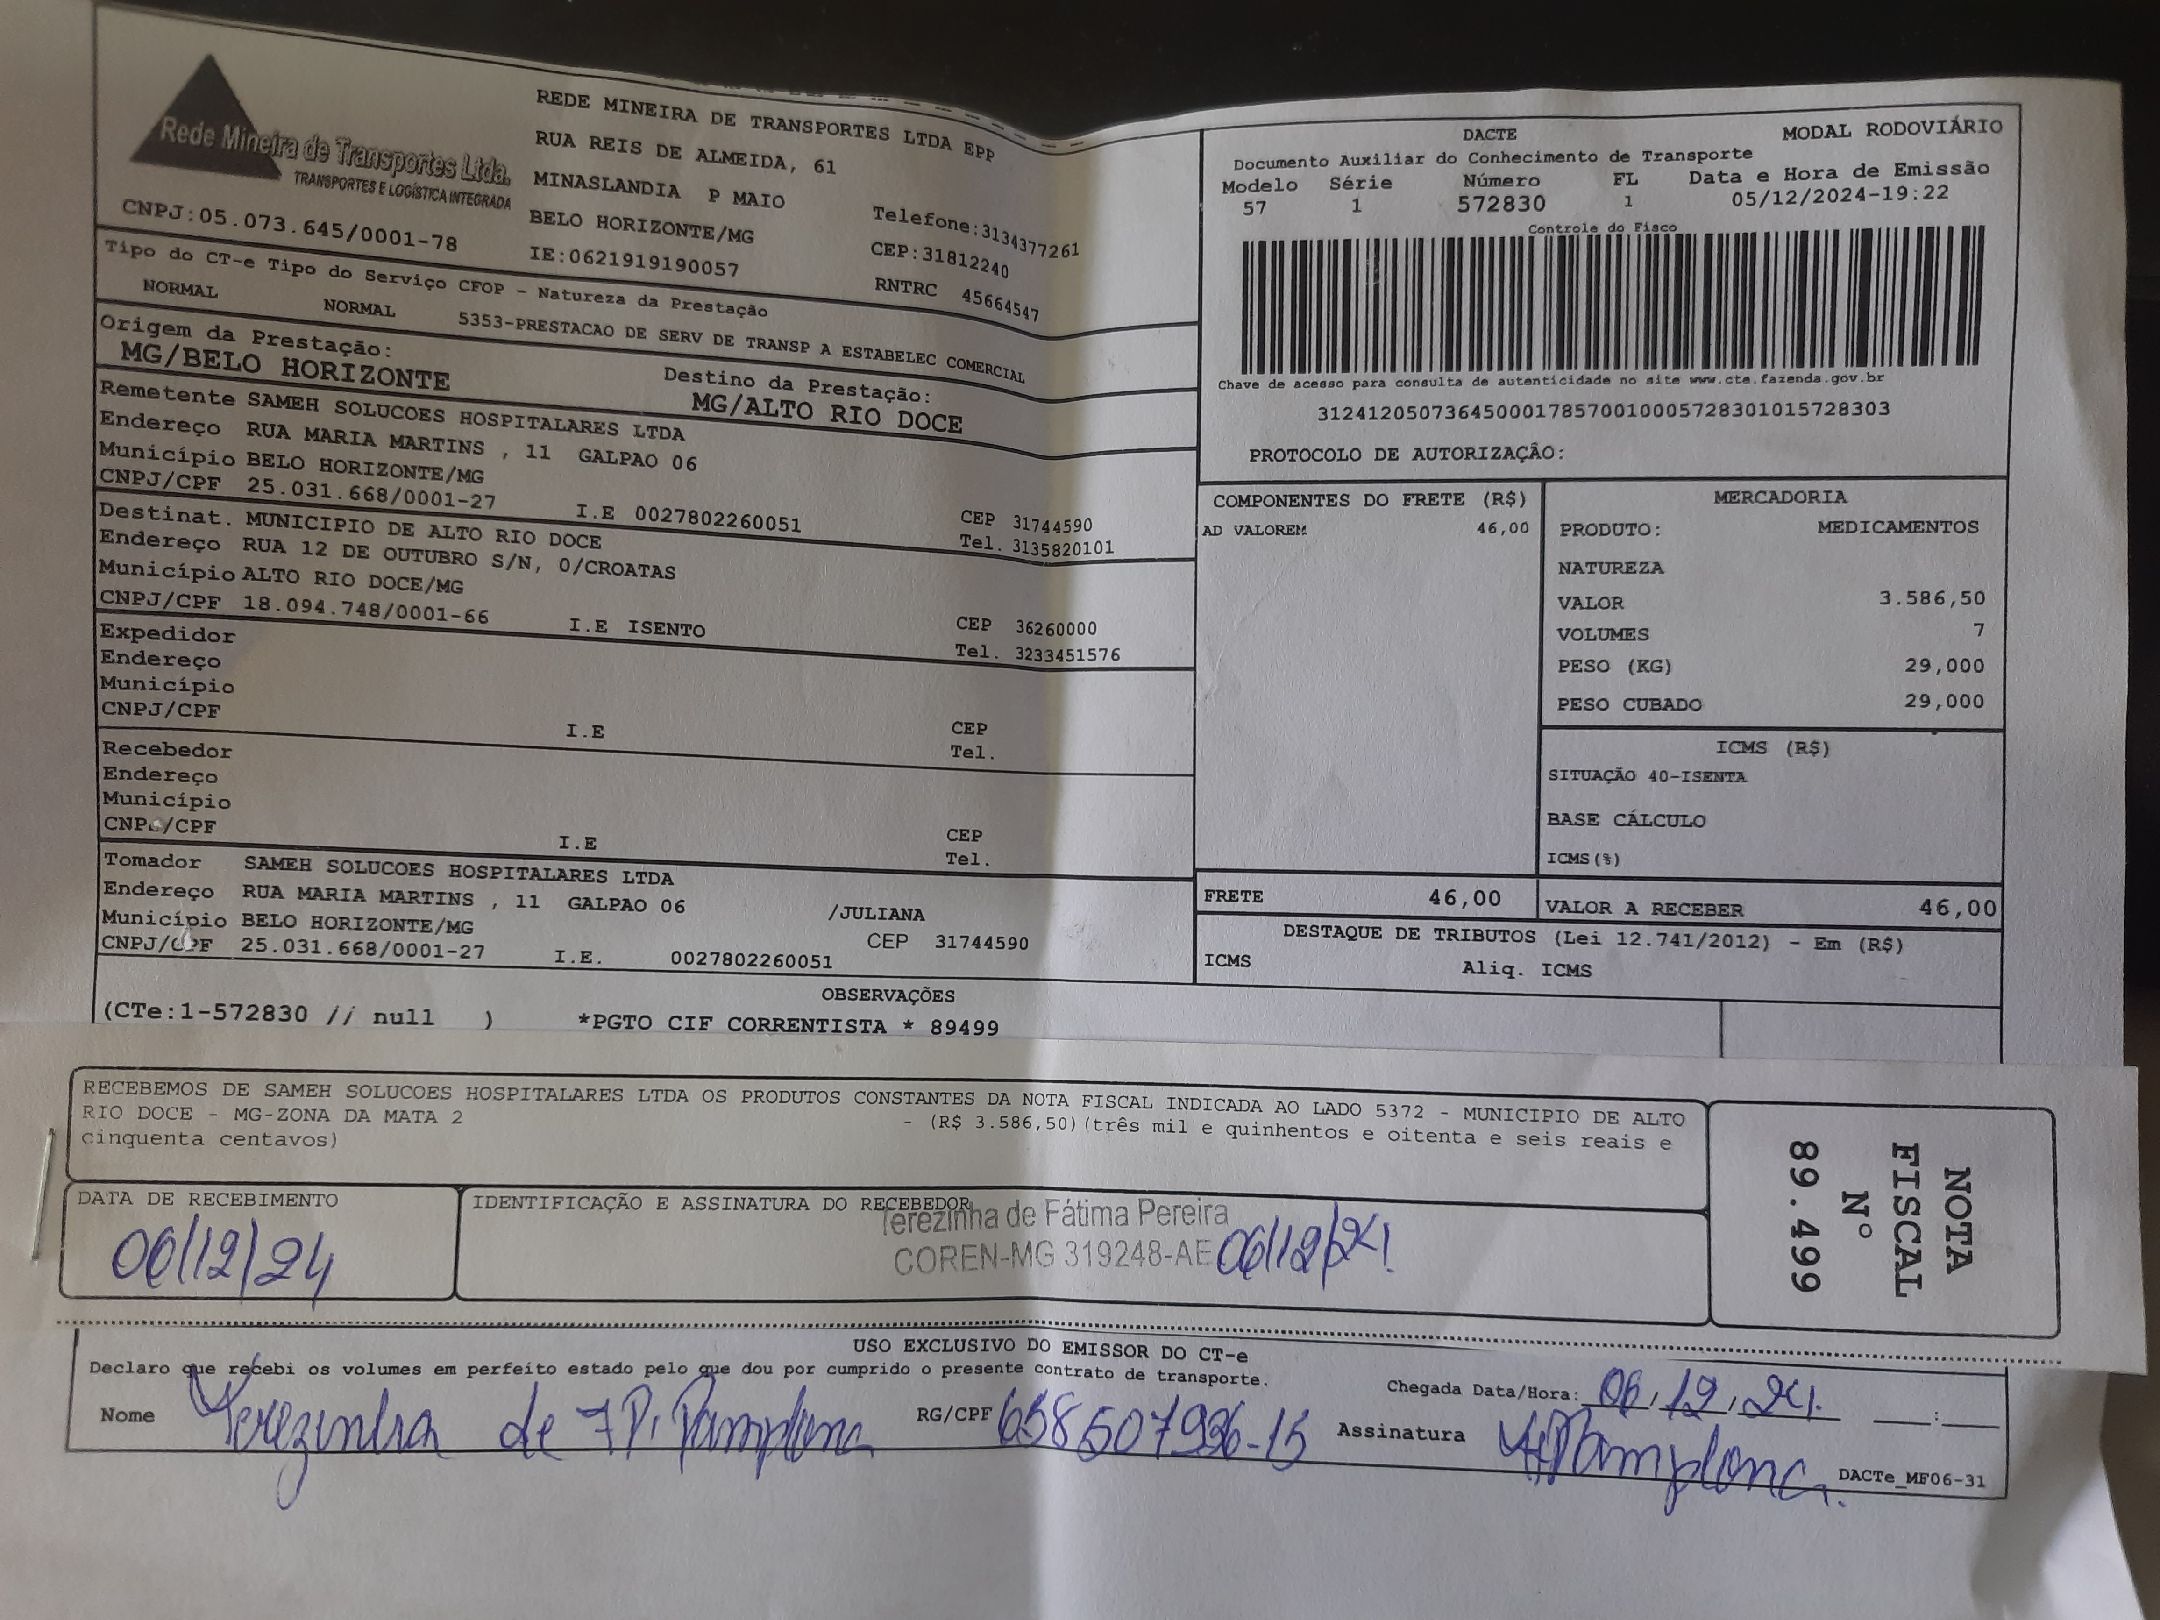 Rede Mineira de Transportes Ltda.
TRANSPORTES E LOGÍSTICA INTEGRADA
CNPJ:05.073.645/0001-78
REDE MINEIRA DE TRANSPORTES LTDA EPP
RUA REIS DE ALMEIDA, 61
MINASLANDIA P MAIO
BELO HORIZONTE/MG
IE:0621919190057
Telefone:3134377261
CEP:31812240
RNTRC 45664547
Tipo do CT-e Tipo do Serviço CFOP - Natureza da Prestação
NORMAL NORMAL 5353-PRESTACAO DE SERV DE TRANSP A ESTABELEC COMERCIAL
Origem da Prestação: Destino da Prestação:
MG/BELO HORIZONTE MG/ALTO RIO DOCE
Remetente SAMEH SOLUCOES HOSPITALARES LTDA
Endereço RUA MARIA MARTINS , 11 GALPAO 06
Município BELO HORIZONTE/MG CEP 31744590
CNPJ/CPF 25.031.668/0001-27 I.E 0027802260051 Tel. 3135820101
Destinat. MUNICIPIO DE ALTO RIO DOCE
Endereço RUA 12 DE OUTUBRO S/N, 0/CROATAS
Município ALTO RIO DOCE/MG CEP 36260000
CNPJ/CPF 18.094.748/0001-66 I.E ISENTO Tel. 3233451576
Expedidor
Endereço
Município CEP
CNPJ/CPF I.E Tel.
Recebedor
Endereço
Município CEP
CNPJ/CPF I.E Tel.
Tomador SAMEH SOLUCOES HOSPITALARES LTDA
Endereço RUA MARIA MARTINS , 11 GALPAO 06 /JULIANA
Município BELO HORIZONTE/MG CEP 31744590
CNPJ/CPF 25.031.668/0001-27 I.E. 0027802260051
OBSERVAÇÕES
(CTe:1-572830 // null ) *PGTO CIF CORRENTISTA * 89499
DACTE MODAL RODOVIÁRIO
Documento Auxiliar do Conhecimento de Transporte
Modelo Série Número FL Data e Hora de Emissão
57 1 572830 1 05/12/2024-19:22
Controle do Fisco
Chave de acesso para consulta de autenticidade no site www.cte.fazenda.gov.br
31241205073645000178570010005728301015728303
PROTOCOLO DE AUTORIZAÇÃO:
COMPONENTES DO FRETE (R$)
AD VALOREM 46,00
MERCADORIA
PRODUTO: MEDICAMENTOS
NATUREZA
VALOR 3.586,50
VOLUMES 7
PESO (KG) 29,000
PESO CUBADO 29,000
ICMS (R$)
SITUAÇÃO 40-ISENTA
BASE CÁLCULO
ICMS(%)
FRETE 46,00 VALOR A RECEBER 46,00
DESTAQUE DE TRIBUTOS (Lei 12.741/2012) - Em (R$)
ICMS Aliq. ICMS
RECEBEMOS DE SAMEH SOLUCOES HOSPITALARES LTDA OS PRODUTOS CONSTANTES DA NOTA FISCAL INDICADA AO LADO 5372 - MUNICIPIO DE ALTO
RIO DOCE - MG-ZONA DA MATA 2 - (R$ 3.586,50)(três mil e quinhentos e oitenta e seis reais e
cinquenta centavos)
DATA DE RECEBIMENTO
06/12/24
IDENTIFICAÇÃO E ASSINATURA DO RECEBEDOR
Terezinha de Fátima Pereira
COREN-MG 319248-AE 06/12/24
NOTA
FISCAL
Nº
89.499
USO EXCLUSIVO DO EMISSOR DO CT-e
Declaro que recebi os volumes em perfeito estado pelo que dou por cumprido o presente contrato de transporte.
Chegada Data/Hora: 06,12,24. ___:___
Nome Terezinha de F P. Pamplona RG/CPF 658507996-15 Assinatura Pamplona
DACTe_MF06-31